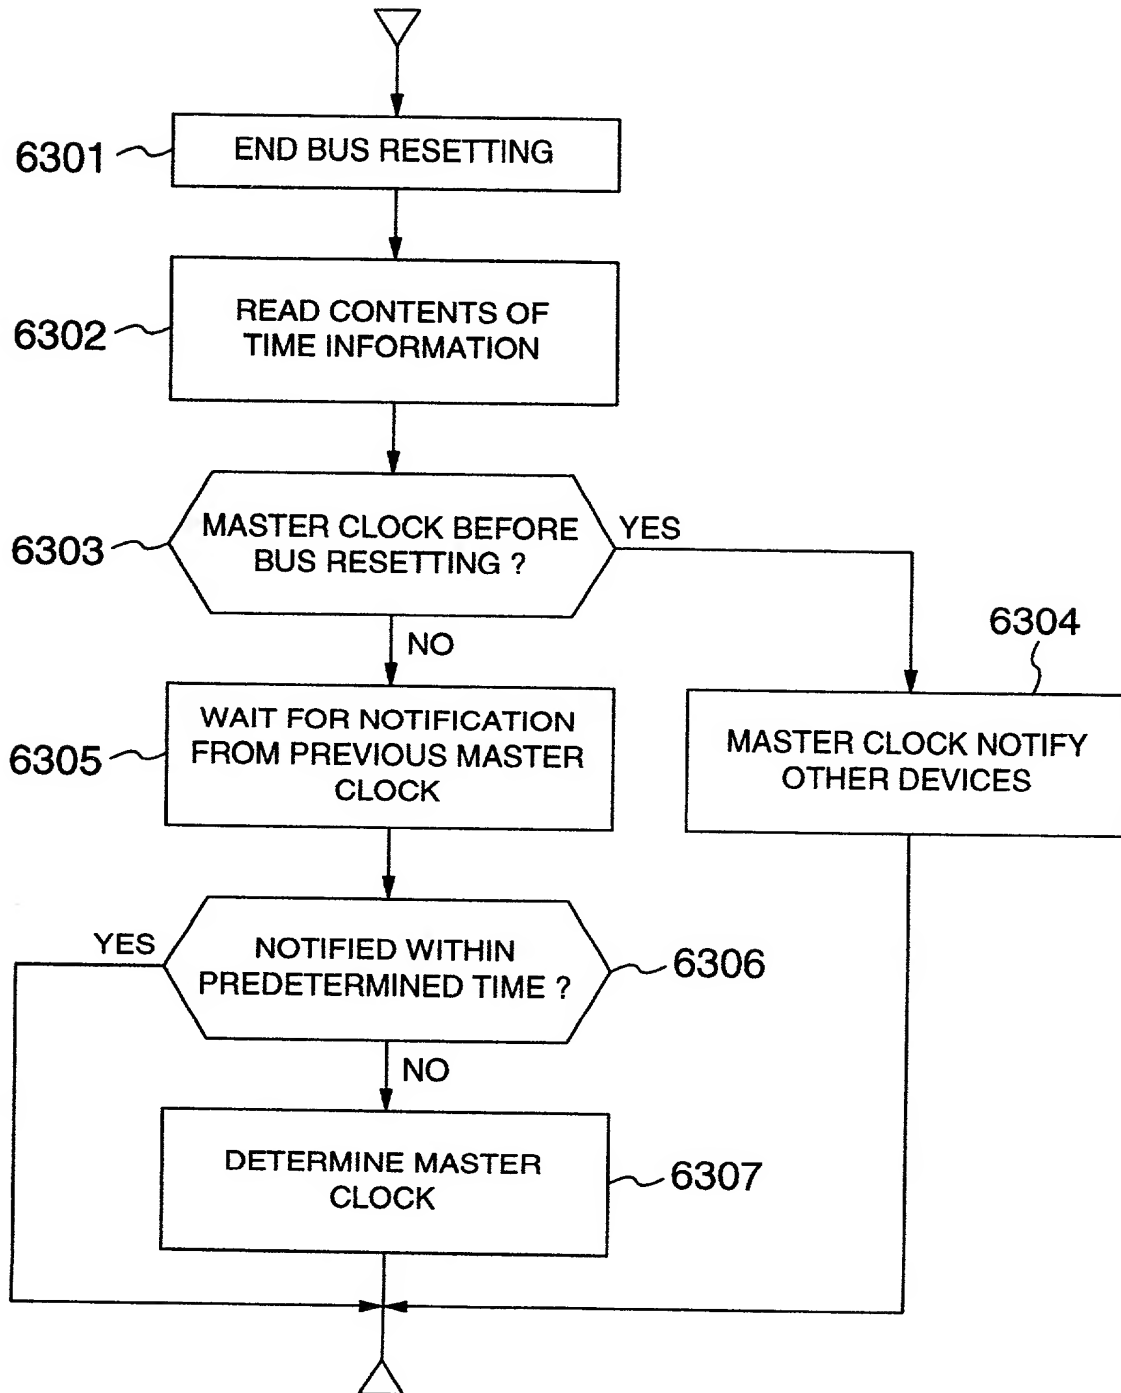 6301
END BUS RESETTING
6302
READ CONTENTS OF
TIME INFORMATION
6303
MASTER CLOCK BEFORE
BUS RESETTING ?
YES
NO
6304
MASTER CLOCK NOTIFY
OTHER DEVICES
6305
WAIT FOR NOTIFICATION
FROM PREVIOUS MASTER
CLOCK
YES
NOTIFIED WITHIN
PREDETERMINED TIME ?
6306
NO
DETERMINE MASTER
CLOCK
6307